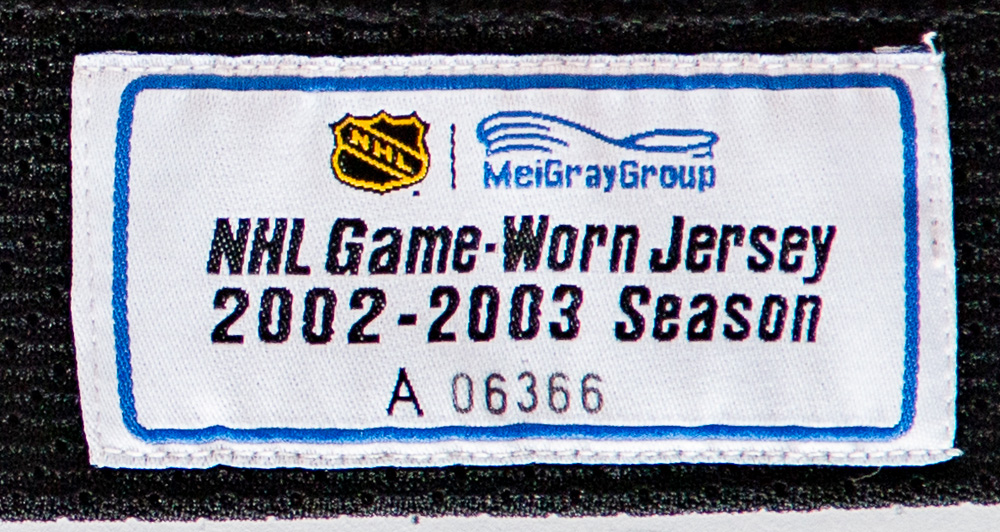 NHL
MeiGrayGroup
NHL Game-Worn Jersey
2002-2003 Season
A 06366